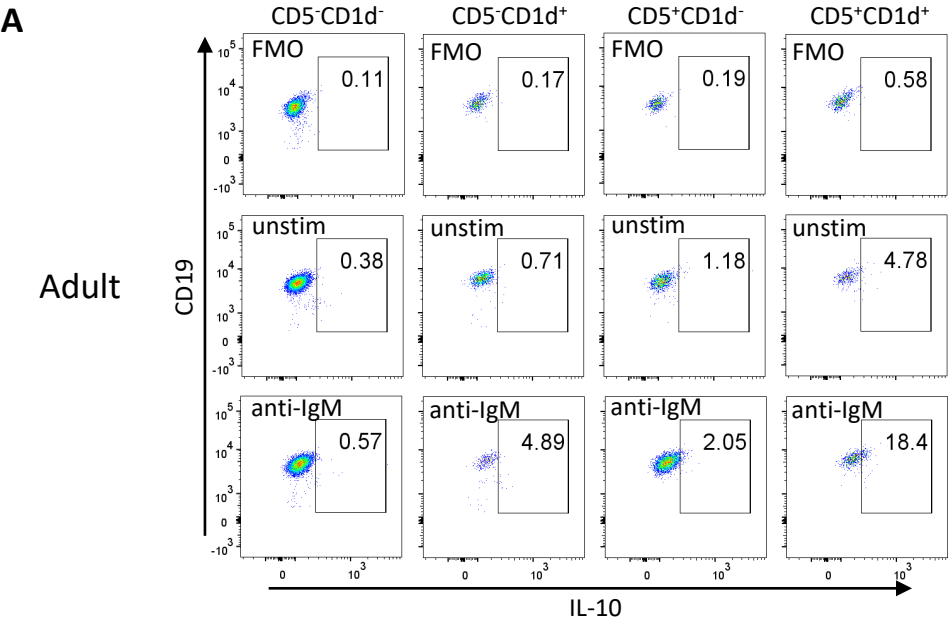 A
CD5⁻CD1d⁻ CD5⁻CD1d⁺ CD5⁺CD1d⁻ CD5⁺CD1d⁺
FMO FMO FMO FMO
0.11 0.17 0.19 0.58
10⁵
10⁴
10³
0
-10³
unstim unstim unstim unstim
0.38 0.71 1.18 4.78
10⁵
10⁴
10³
0
-10³
Adult
CD19
anti-IgM anti-IgM anti-IgM anti-IgM
0.57 4.89 2.05 18.4
10⁵
10⁴
10³
0
-10³
0 10³ 0 10³ 0 10³ 0 10³
IL-10